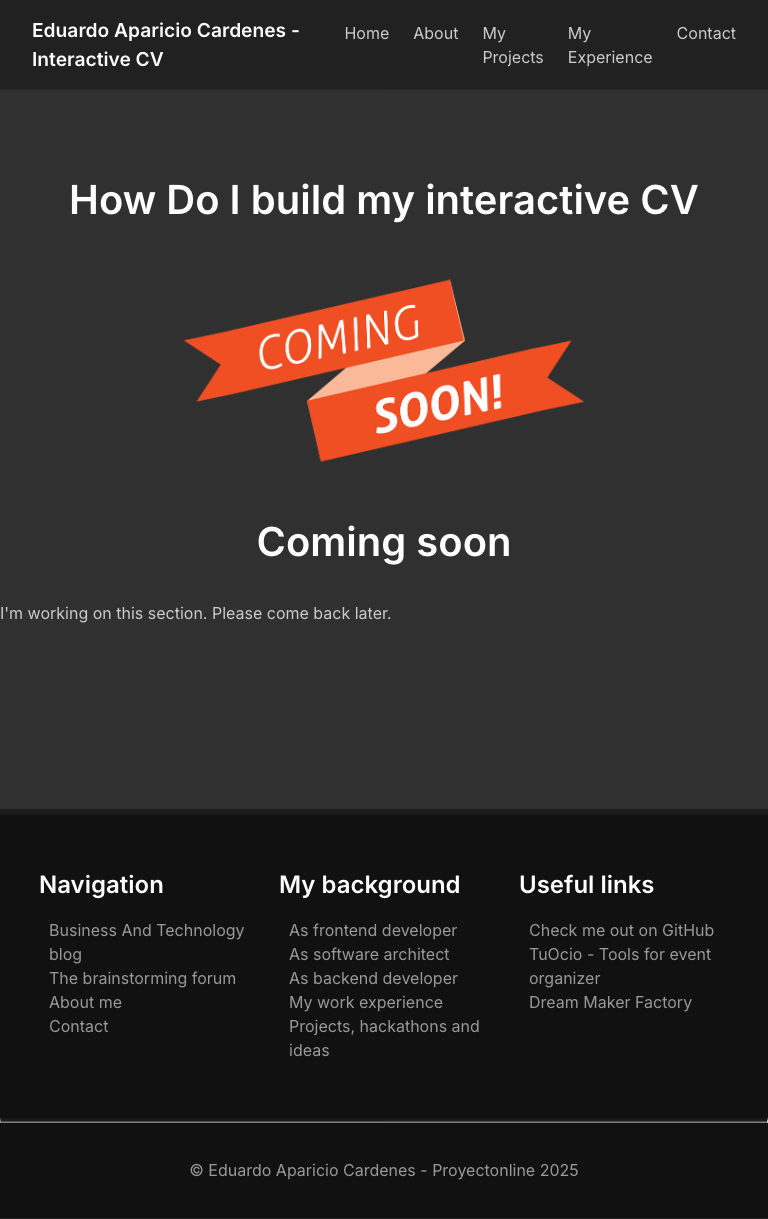 Eduardo Aparicio Cardenes -
Interactive CV
Home
About
My
Projects
My
Experience
Contact
How Do I build my interactive CV
COMING
SOON!
Coming soon
I'm working on this section. Please come back later.
Navigation
Business And Technology
blog
The brainstorming forum
About me
Contact
My background
As frontend developer
As software architect
As backend developer
My work experience
Projects, hackathons and
ideas
Useful links
Check me out on GitHub
TuOcio - Tools for event
organizer
Dream Maker Factory
© Eduardo Aparicio Cardenes - Proyectonline 2025